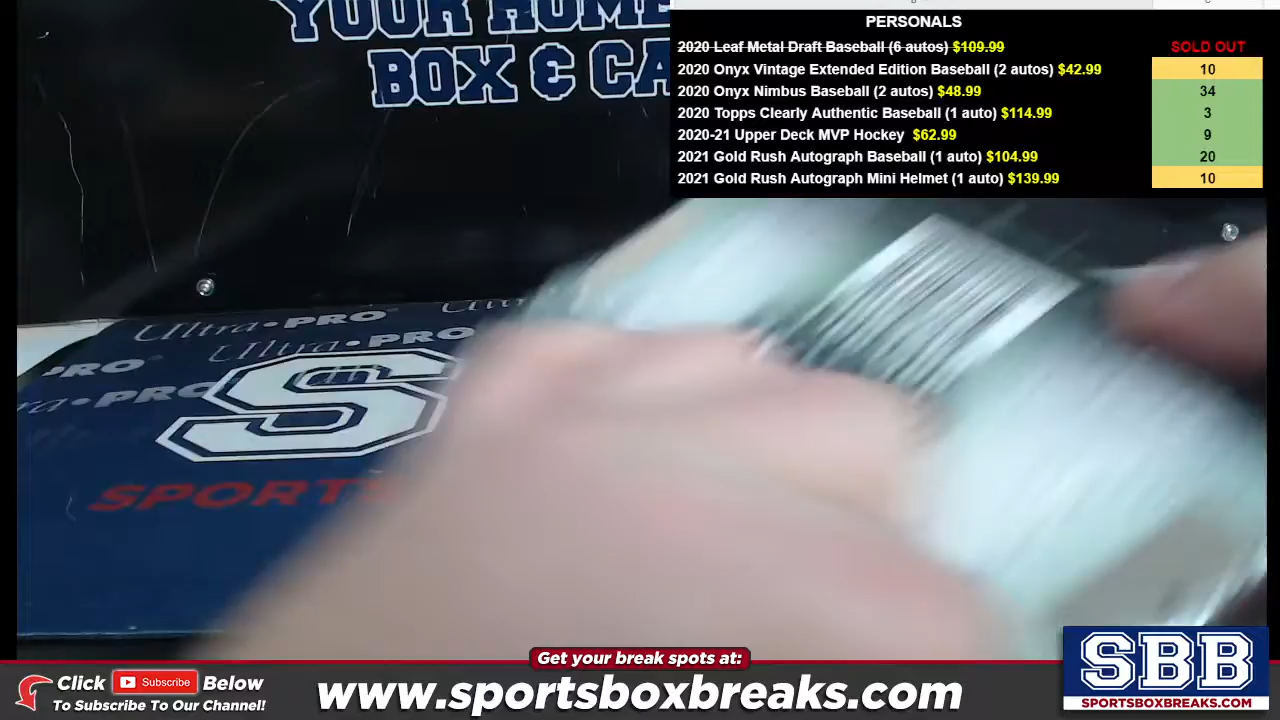 YOUR HOME
BOX & CA
PERSONALS
2020 Leaf Metal Draft Baseball (6 autos) $109.99 SOLD OUT
2020 Onyx Vintage Extended Edition Baseball (2 autos) $42.99 10
2020 Onyx Nimbus Baseball (2 autos) $48.99 34
2020 Topps Clearly Authentic Baseball (1 auto) $114.99 3
2020-21 Upper Deck MVP Hockey $62.99 9
2021 Gold Rush Autograph Baseball (1 auto) $104.99 20
2021 Gold Rush Autograph Mini Helmet (1 auto) $139.99 10
Ultra•PRO
Ultra•PRO
PRO
ra•PRO
S
SPORTS
Get your break spots at:
Click Subscribe Below
To Subscribe To Our Channel!
www.sportsboxbreaks.com
SBB
SPORTSBOXBREAKS.COM